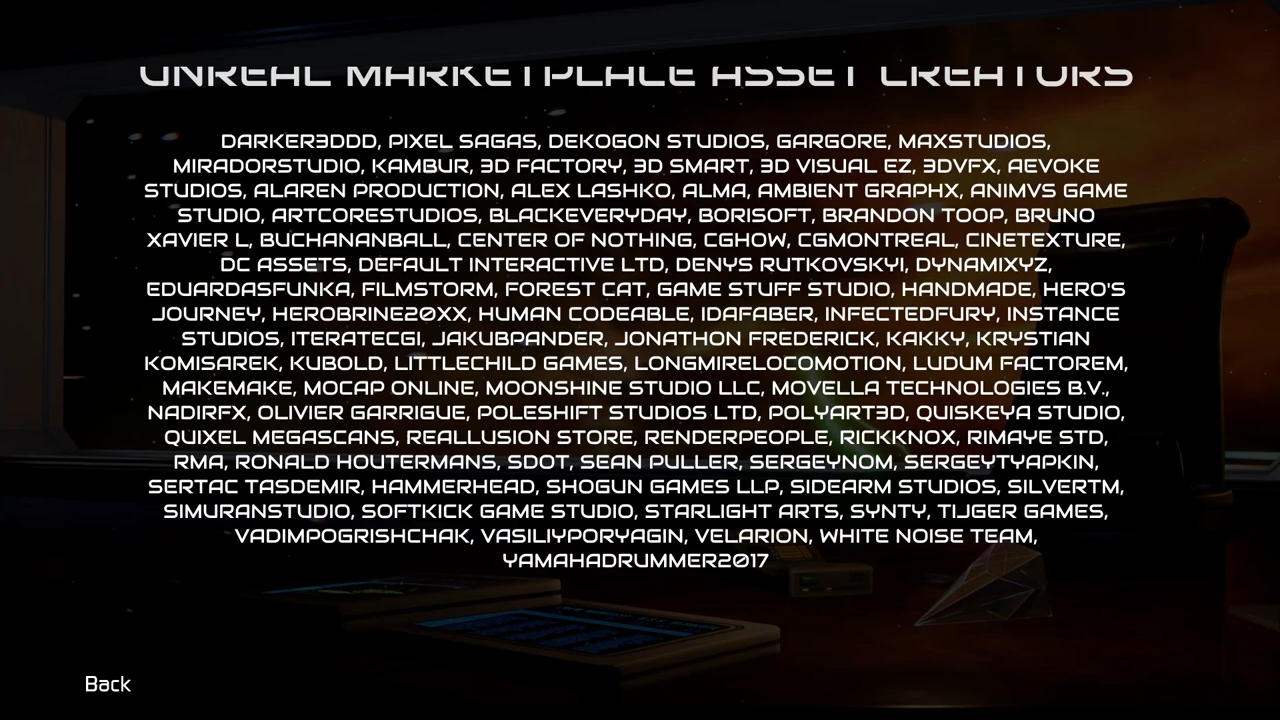 UNREAL MARKETPLACE ASSET CREATORS
DARKER3DDD, PIXEL SAGAS, DEKOGON STUDIOS, GARGORE, MAXSTUDIOS,
MIRADORSTUDIO, KAMBUR, 3D FACTORY, 3D SMART, 3D VISUAL EZ, 3DVFX, AEVOKE
STUDIOS, ALAREN PRODUCTION, ALEX LASHKO, ALMA, AMBIENT GRAPHX, ANIMVS GAME
STUDIO, ARTCORESTUDIOS, BLACKEVERYDAY, BORISOFT, BRANDON TOOP, BRUNO
XAVIER L, BUCHANANBALL, CENTER OF NOTHING, CGHOW, CGMONTREAL, CINETEXTURE,
DC ASSETS, DEFAULT INTERACTIVE LTD, DENYS RUTKOVSKYI, DYNAMIXYZ,
EDUARDASFUNKA, FILMSTORM, FOREST CAT, GAME STUFF STUDIO, HANDMADE, HERO'S
JOURNEY, HEROBRINE20XX, HUMAN CODEABLE, IDAFABER, INFECTEDFURY, INSTANCE
STUDIOS, ITERATECGI, JAKUBPANDER, JONATHON FREDERICK, KAKKY, KRYSTIAN
KOMISAREK, KUBOLD, LITTLECHILD GAMES, LONGMIRELOCOMOTION, LUDUM FACTOREM,
MAKEMAKE, MOCAP ONLINE, MOONSHINE STUDIO LLC, MOVELLA TECHNOLOGIES B.V.,
NADIRFX, OLIVIER GARRIGUE, POLESHIFT STUDIOS LTD, POLYART3D, QUISKEYA STUDIO,
QUIXEL MEGASCANS, REALLUSION STORE, RENDERPEOPLE, RICKKNOX, RIMAYE STD,
RMA, RONALD HOUTERMANS, SDOT, SEAN PULLER, SERGEYNOM, SERGEYTYAPKIN,
SERTAC TASDEMIR, HAMMERHEAD, SHOGUN GAMES LLP, SIDEARM STUDIOS, SILVERTM,
SIMURANSTUDIO, SOFTKICK GAME STUDIO, STARLIGHT ARTS, SYNTY, TIJGER GAMES,
VADIMPOGRISHCHAK, VASILIYPORYAGIN, VELARION, WHITE NOISE TEAM,
YAMAHADRUMMER2017
Back